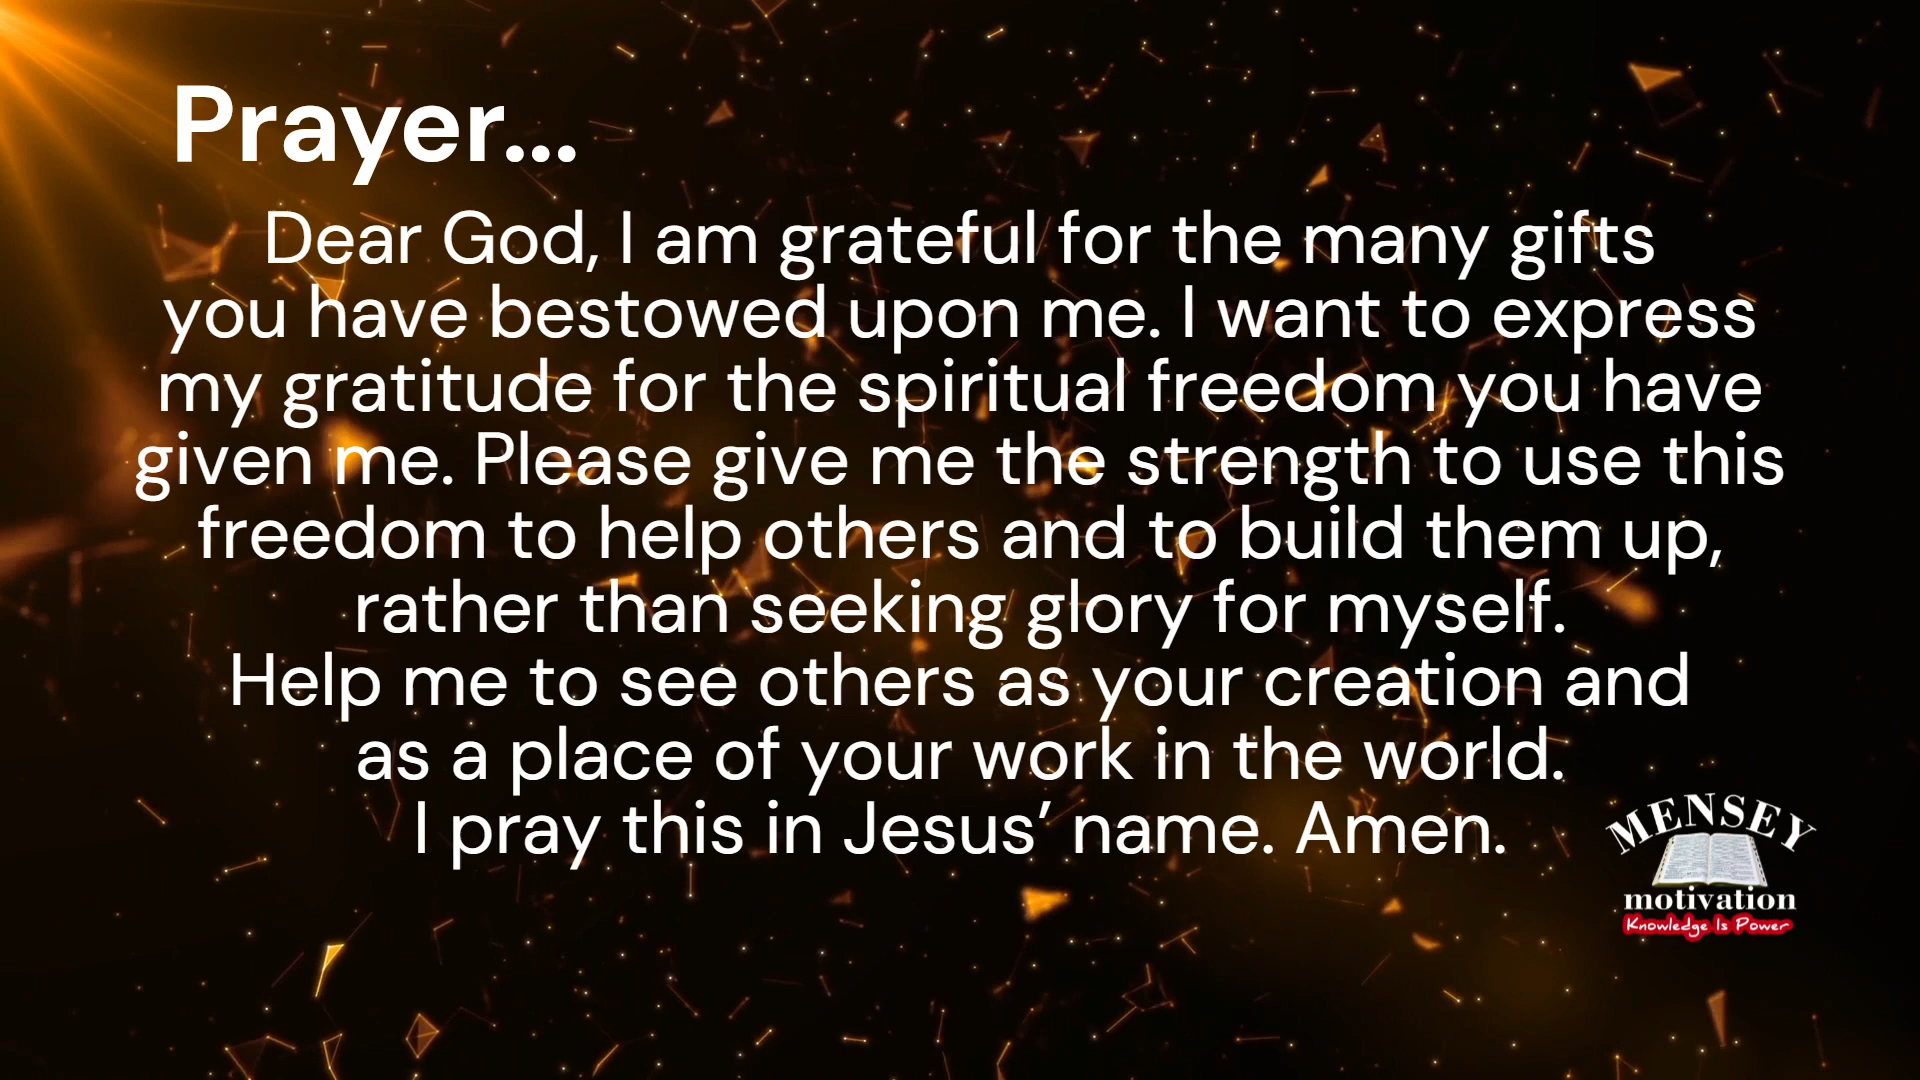 Prayer...
Dear God, I am grateful for the many gifts
you have bestowed upon me. I want to express
my gratitude for the spiritual freedom you have
given me. Please give me the strength to use this
freedom to help others and to build them up,
rather than seeking glory for myself.
Help me to see others as your creation and
as a place of your work in the world.
I pray this in Jesus’ name. Amen.
MENSEY
motivation
Knowledge Is Power